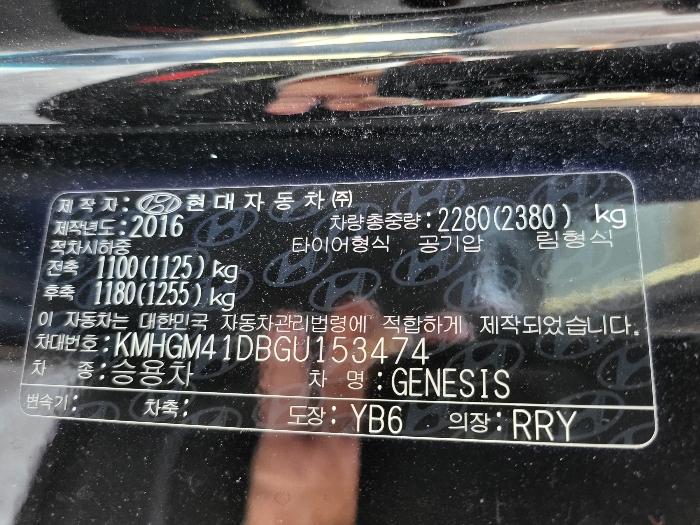 제작자: 현대자동차㈜
제작년도:2016 차량총중량:2280(2380) kg
적차시하중 타이어형식 공기압 림형식
전축 1100(1125)kg
후축 1180(1255)kg
이 자동차는 대한민국 자동차관리법령에 적합하게 제작되었습니다.
차대번호:KMHGM41DBGU153474
차 종:승용차 차 명:GENESIS
변속기: 차축: 도장: YB6 의장: RRY